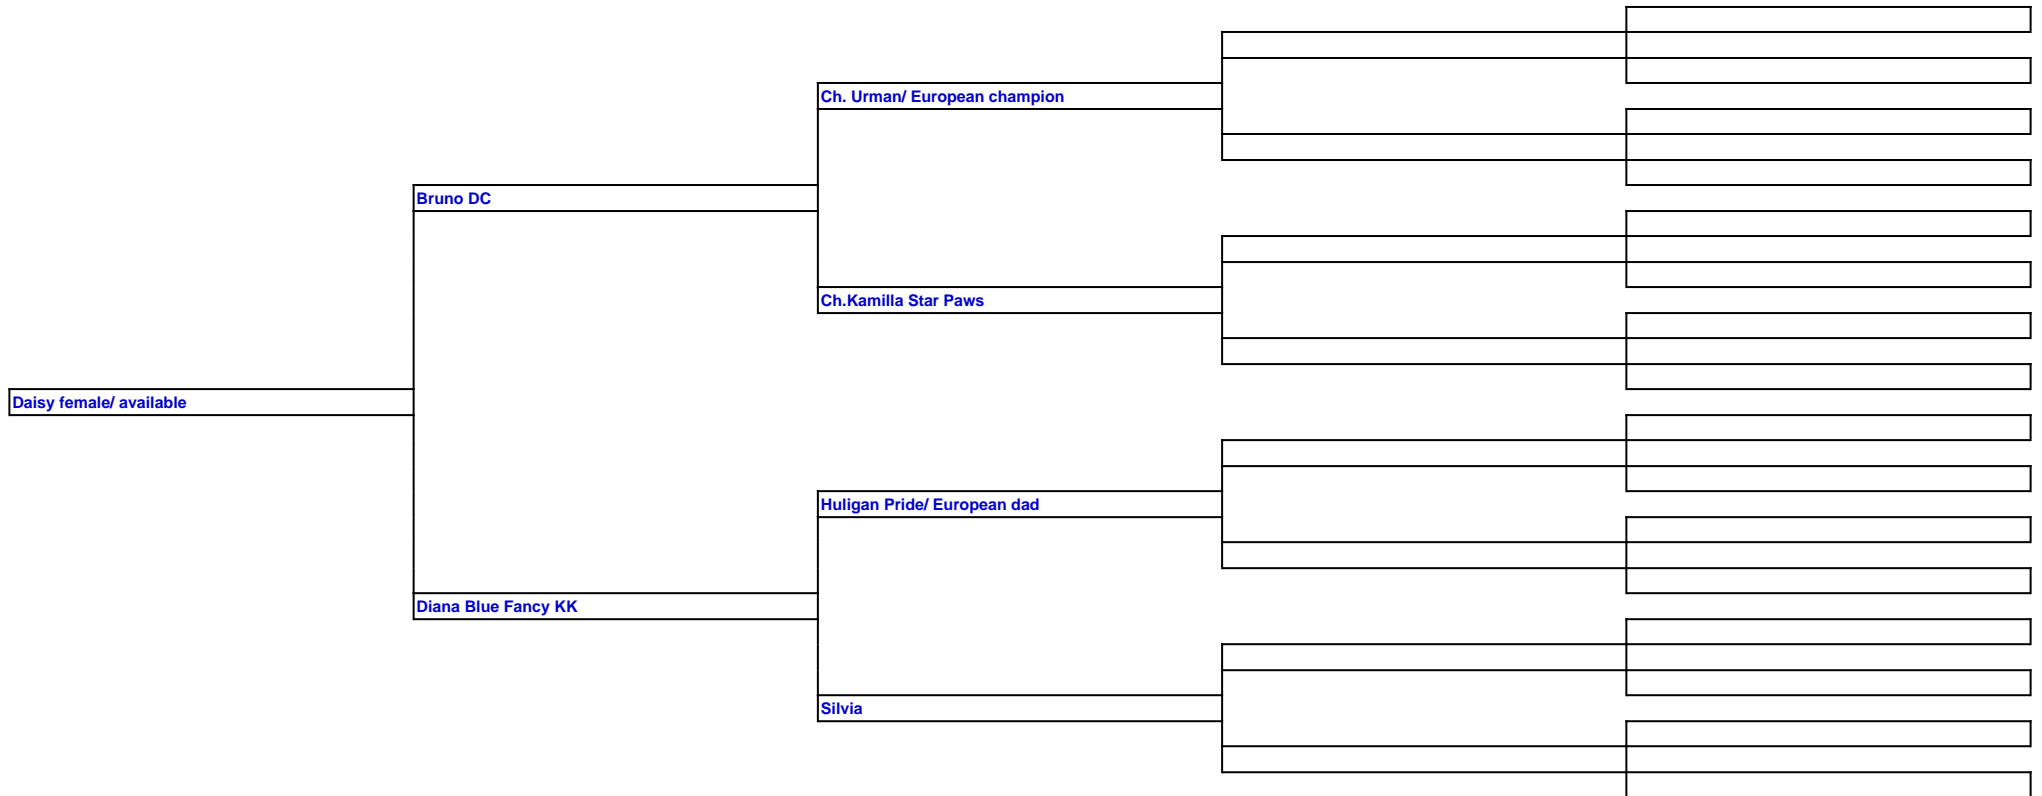 Ch. Urman/ European champion
Bruno DC
Ch.Kamilla Star Paws
Daisy female/ available
Huligan Pride/ European dad
Diana Blue Fancy KK
Silvia